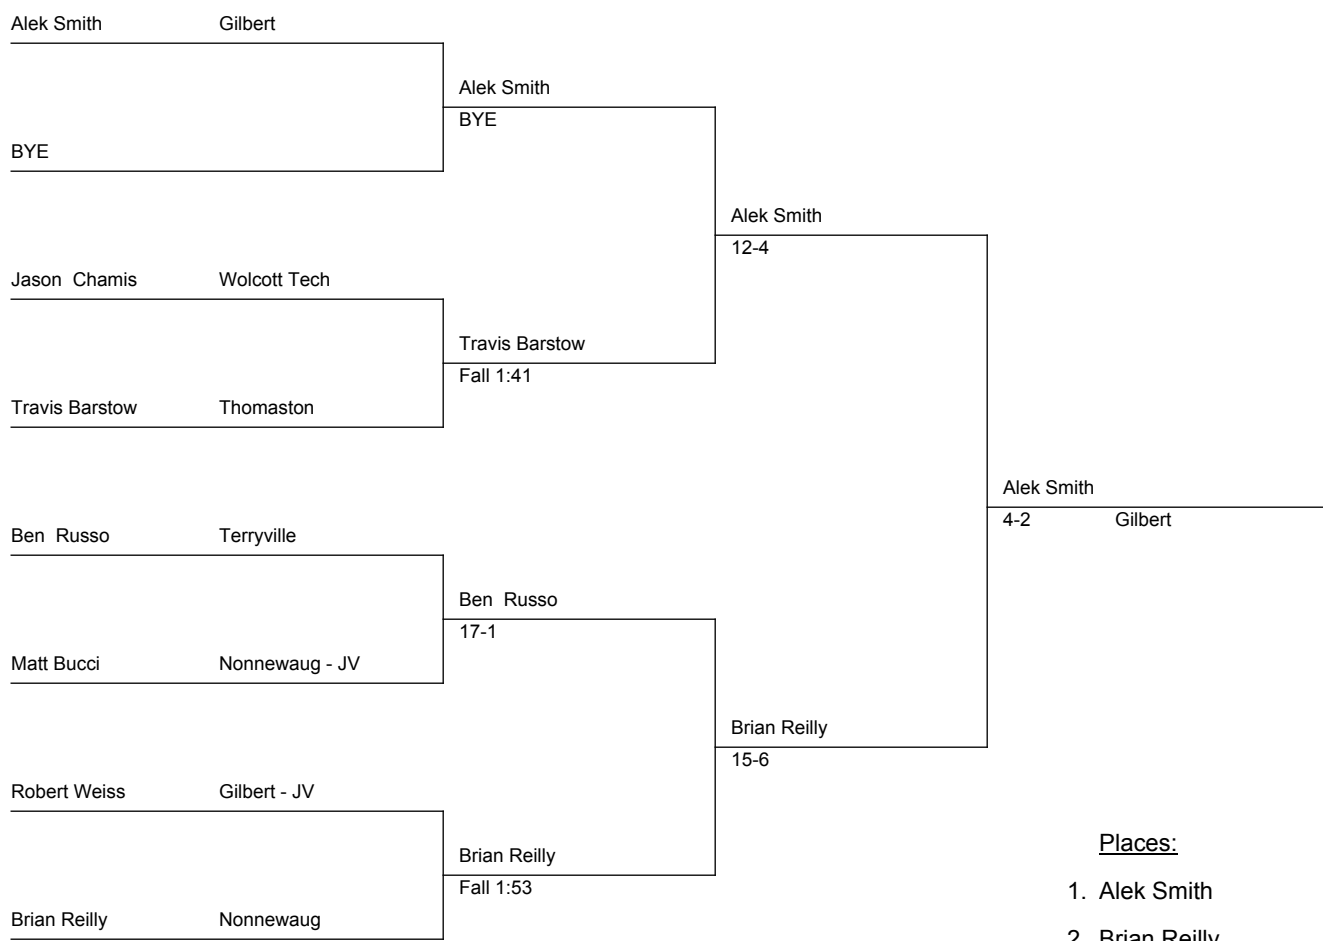 Alek Smith Gilbert
Alek Smith
BYE
BYE
Alek Smith
12-4
Jason  Chamis Wolcott Tech
Travis Barstow
Fall 1:41
Travis Barstow Thomaston
Alek Smith
4-2 Gilbert
Ben  Russo Terryville
Ben  Russo
17-1
Matt Bucci Nonnewaug - JV
Brian Reilly
15-6
Robert Weiss Gilbert - JV
Places:
Brian Reilly
Fall 1:53
1. Alek Smith
Brian Reilly Nonnewaug
2. Brian Reilly